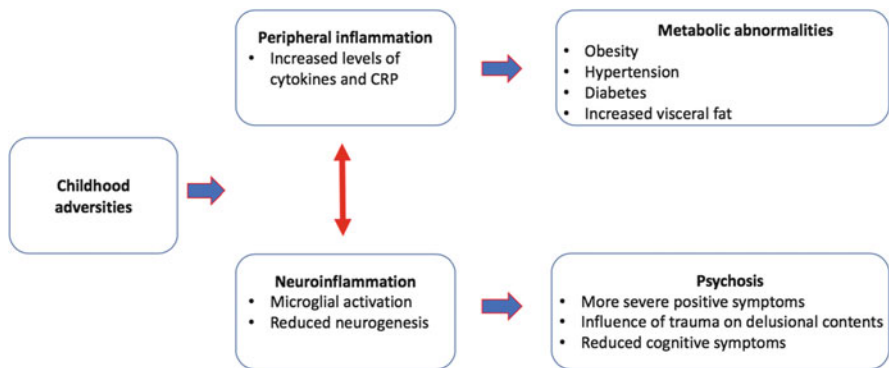 Peripheral inflammation
• Increased levels of
cytokines and CRP
Metabolic abnormalities
• Obesity
• Hypertension
• Diabetes
• Increased visceral fat
Childhood
adversities
Neuroinflammation
• Microglial activation
• Reduced neurogenesis
Psychosis
• More severe positive symptoms
• Influence of trauma on delusional contents
• Reduced cognitive symptoms